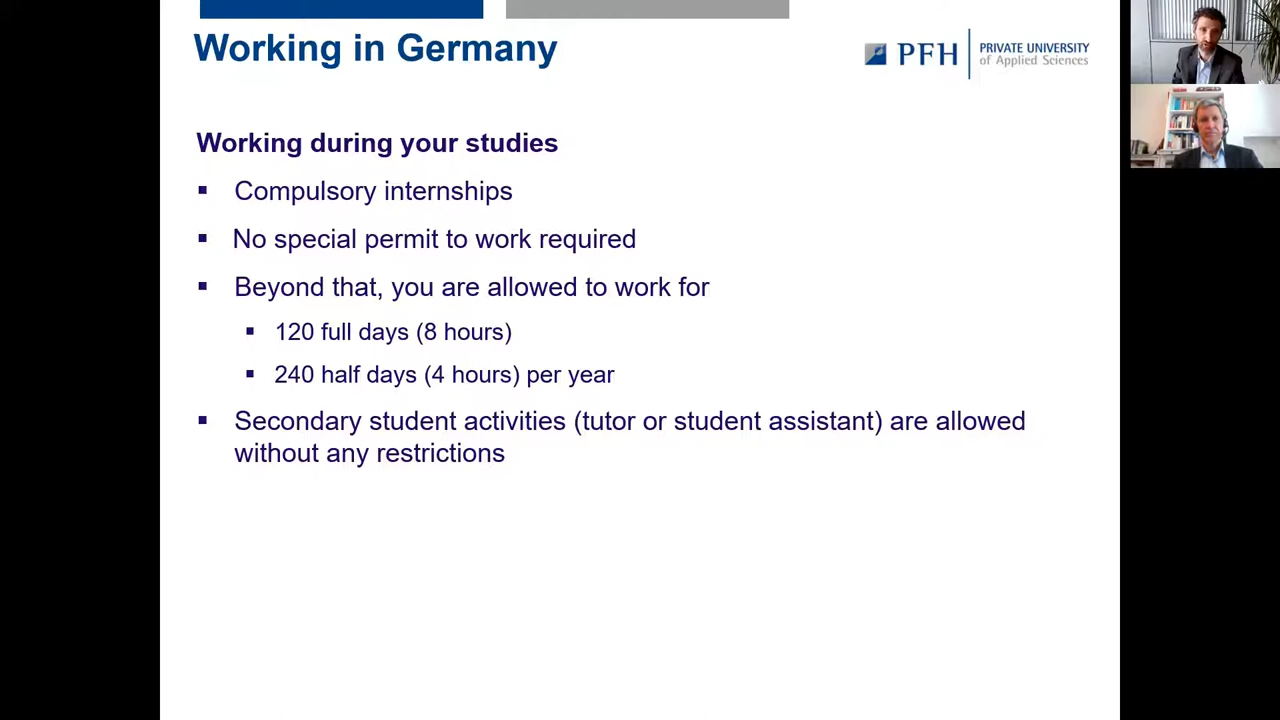 Working in Germany
PFH PRIVATE UNIVERSITY
of Applied Sciences
Working during your studies
▪ Compulsory internships
▪ No special permit to work required
▪ Beyond that, you are allowed to work for
▪ 120 full days (8 hours)
▪ 240 half days (4 hours) per year
▪ Secondary student activities (tutor or student assistant) are allowed
without any restrictions